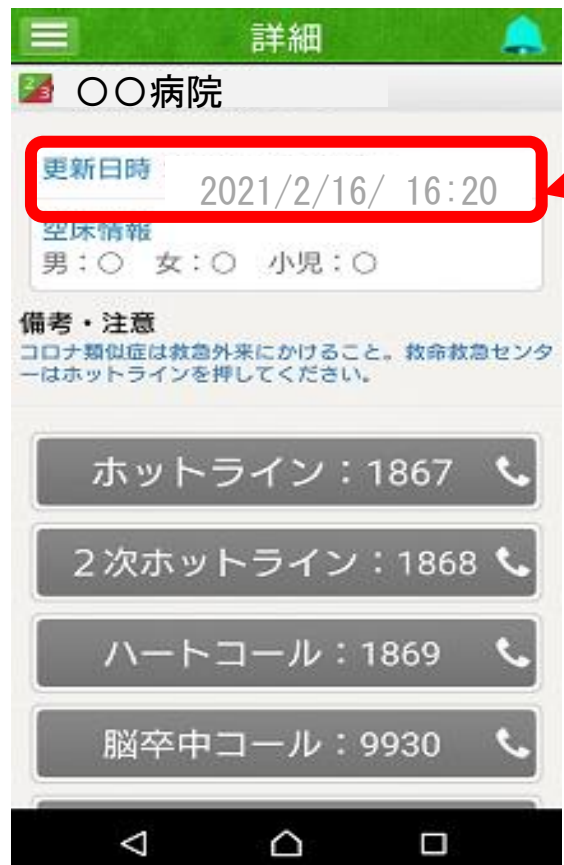 詳細
2 3 〇〇病院
更新日時 2021/2/16/ 16:20
空床情報
男：〇 女：〇 小児：〇
備考・注意
コロナ類似症は救急外来にかけること。救命救急センタ
ーはホットラインを押してください。
ホットライン：1867
２次ホットライン：1868
ハートコール：1869
脳卒中コール：9930